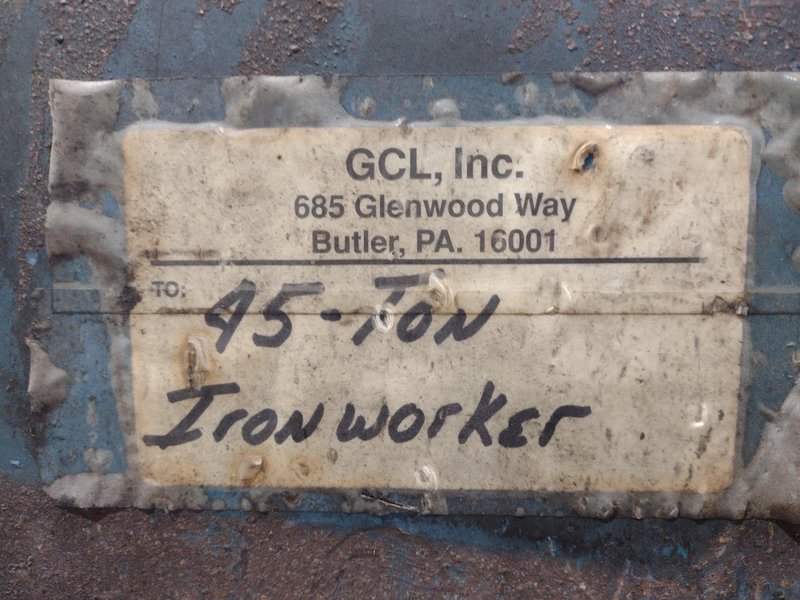 GCL, Inc.
685 Glenwood Way
Butler, PA. 16001
TO:
45-TON
IronworKer